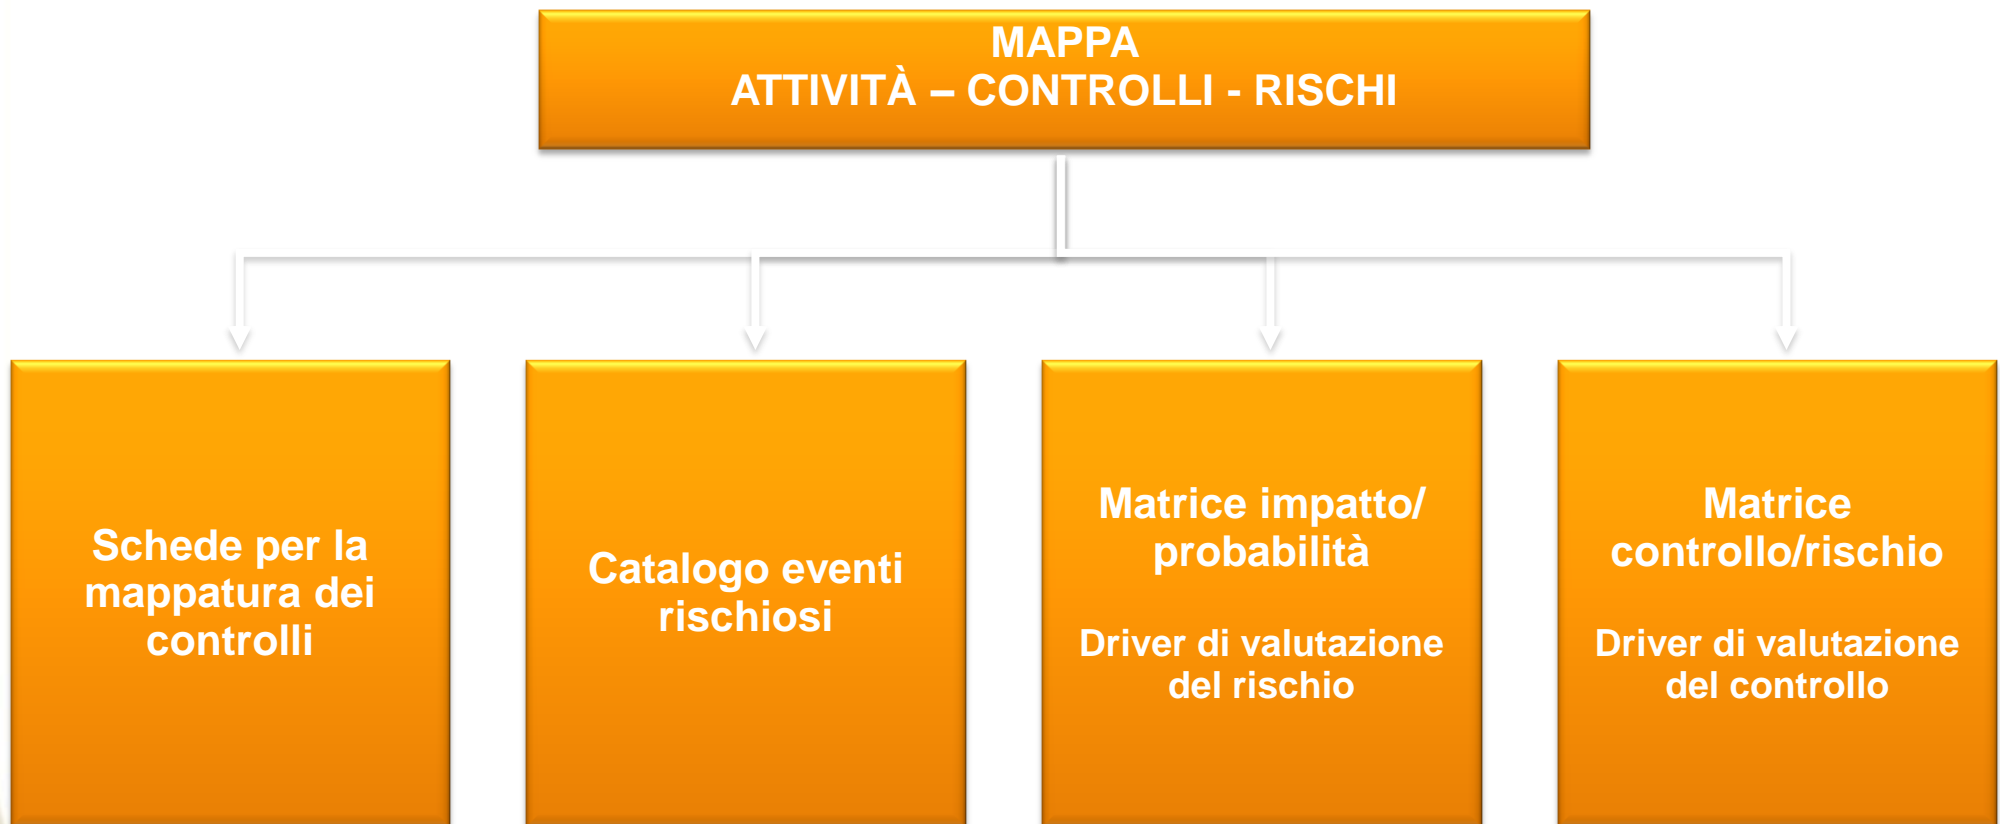 MAPPA
ATTIVITÀ – CONTROLLI - RISCHI
Schede per la
mappatura dei
controlli
Catalogo eventi
rischiosi
Matrice impatto/
probabilità
Driver di valutazione
del rischio
Matrice
controllo/rischio
Driver di valutazione
del controllo